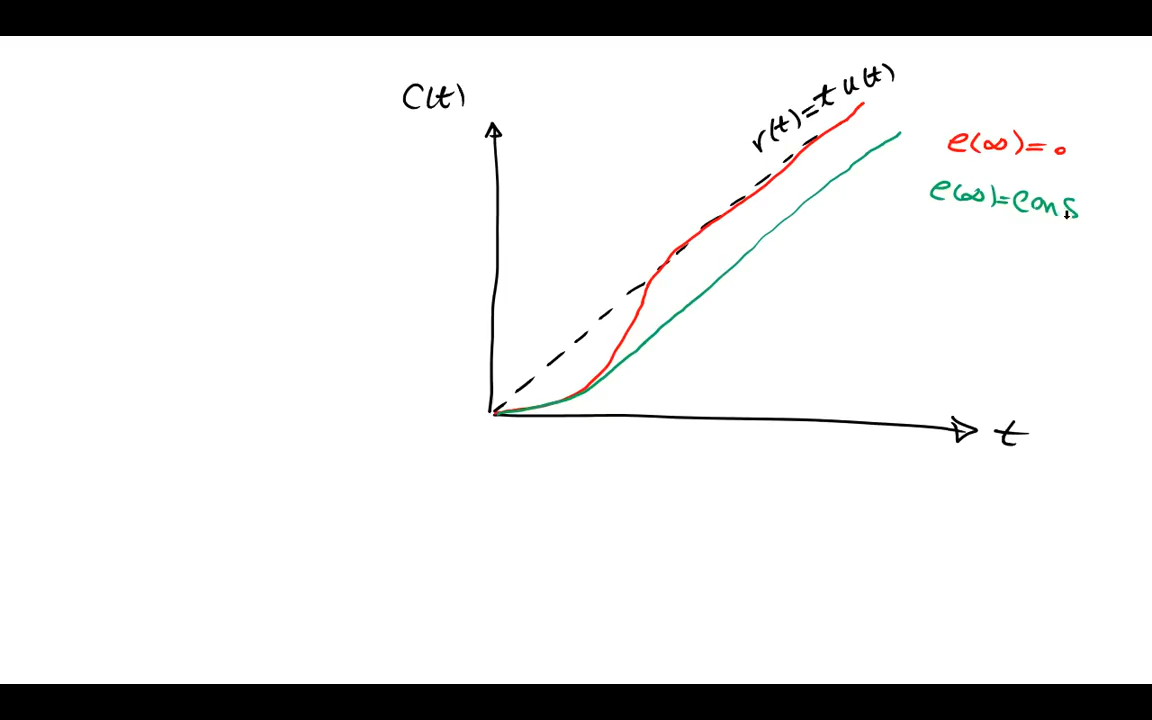 C(t)
r(t)=t u(t)
e(∞)=0
e(∞)=cons
t